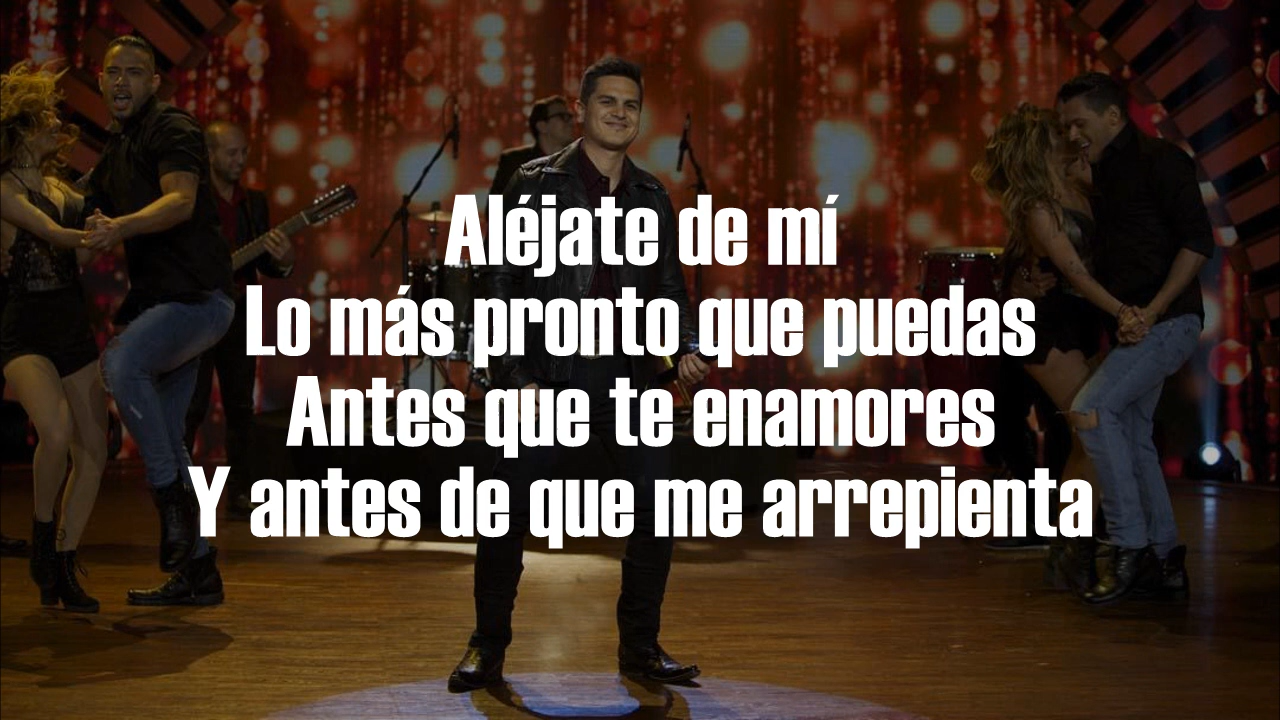 Aléjate de mí
Lo más pronto que puedas
Antes que te enamores
Y antes de que me arrepienta